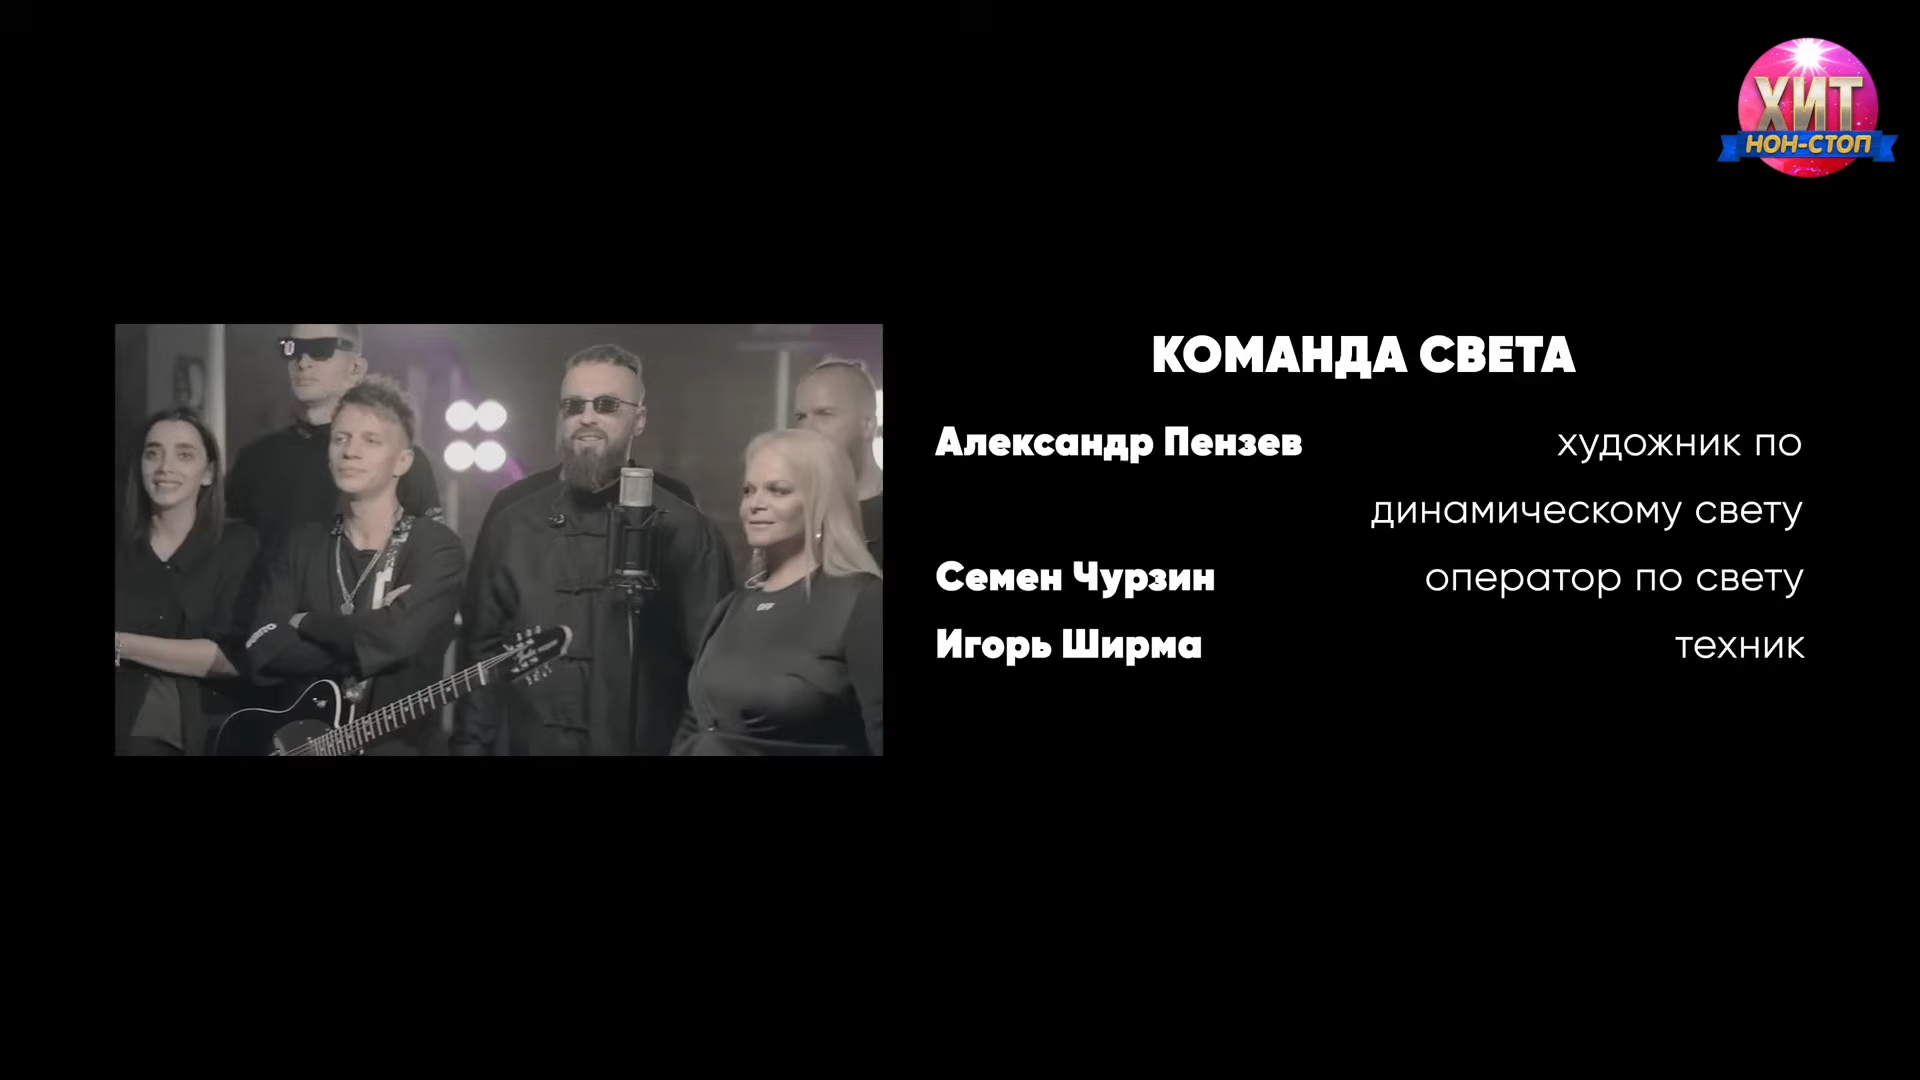 ХИТ
НОН-СТОП
КОМАНДА СВЕТА
Александр Пензев художник по
динамическому свету
Семен Чурзин оператор по свету
Игорь Ширма техник
OFF